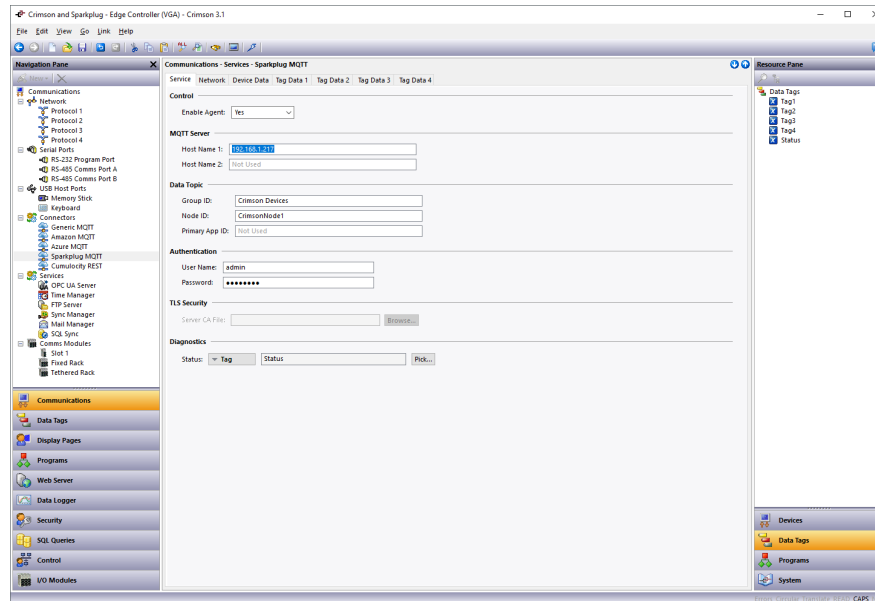 Crimson and Sparkplug - Edge Controller (VGA) - Crimson 3.1
File Edit View Go Link Help
Navigation Pane
Communications - Services - Sparkplug MQTT
Resource Pane
New
Service Network Device Data Tag Data 1 Tag Data 2 Tag Data 3 Tag Data 4
Communications
Network
Protocol 1
Protocol 2
Protocol 3
Protocol 4
Serial Ports
RS-232 Program Port
RS-485 Comms Port A
RS-485 Comms Port B
USB Host Ports
Memory Stick
Keyboard
Connectors
Generic MQTT
Amazon MQTT
Azure MQTT
Sparkplug MQTT
Cumulocity REST
Services
OPC UA Server
Time Manager
FTP Server
Sync Manager
Mail Manager
SQL Sync
Comms Modules
Slot 1
Fixed Rack
Tethered Rack
Communications
Data Tags
Display Pages
Programs
Web Server
Data Logger
Security
SQL Queries
Control
I/O Modules
Control
Enable Agent: Yes
MQTT Server
Host Name 1: 192.168.1.217
Host Name 2: Not Used
Data Topic
Group ID: Crimson Devices
Node ID: CrimsonNode1
Primary App ID: Not Used
Authentication
User Name: admin
Password: ●●●●●●●●
TLS Security
Server CA File: Browse...
Diagnostics
Status: Tag Status Pick...
Data Tags
Tag1
Tag2
Tag3
Tag4
Status
Devices
Data Tags
Programs
System
CAPS